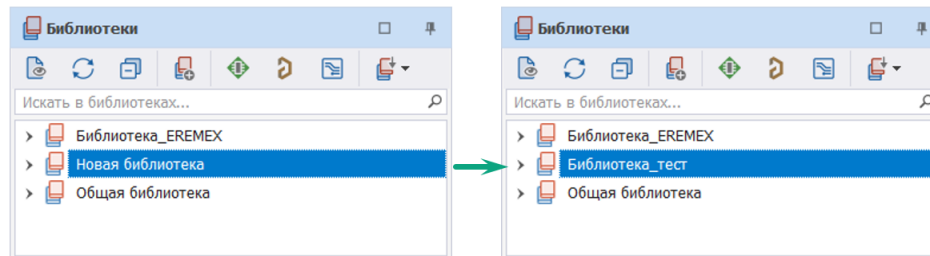 Библиотеки
Искать в библиотеках...
Библиотека_EREMEX
Новая библиотека
Общая библиотека
Библиотеки
Искать в библиотеках...
Библиотека_EREMEX
Библиотека_тест
Общая библиотека